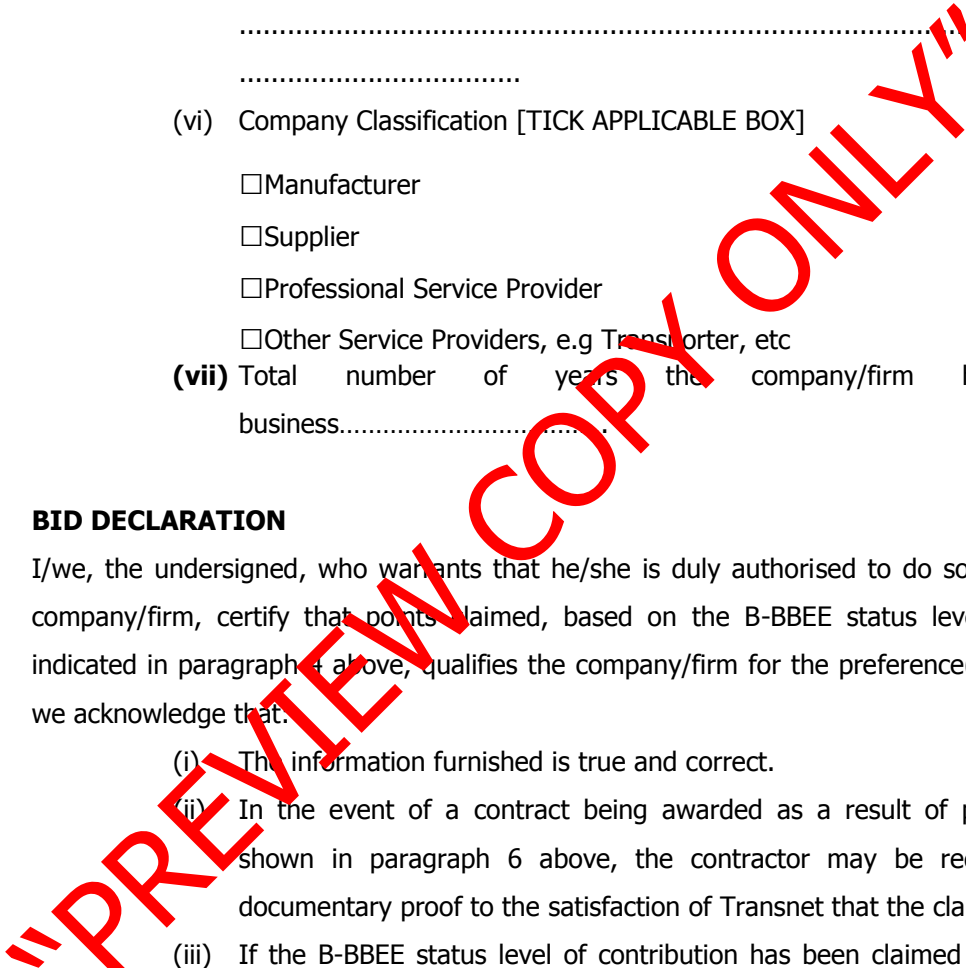 ................................................................................................
...................................
(vi) Company Classification [TICK APPLICABLE BOX]
☐Manufacturer
☐Supplier
☐Professional Service Provider
☐Other Service Providers, e.g Transporter, etc
(vii) Total number of years the company/firm
business……………………………….
BID DECLARATION
I/we, the undersigned, who warrants that he/she is duly authorised to do so
company/firm, certify that points claimed, based on the B-BBEE status
indicated in paragraph 4 above, qualifies the company/firm for the
we acknowledge that:
(i) The information furnished is true and correct.
(ii) In the event of a contract being awarded as a result of
shown in paragraph 6 above, the contractor may be
documentary proof to the satisfaction of Transnet that the
(iii) If the B-BBEE status level of contribution has been claimed
"PREVIEW COPY ONLY"